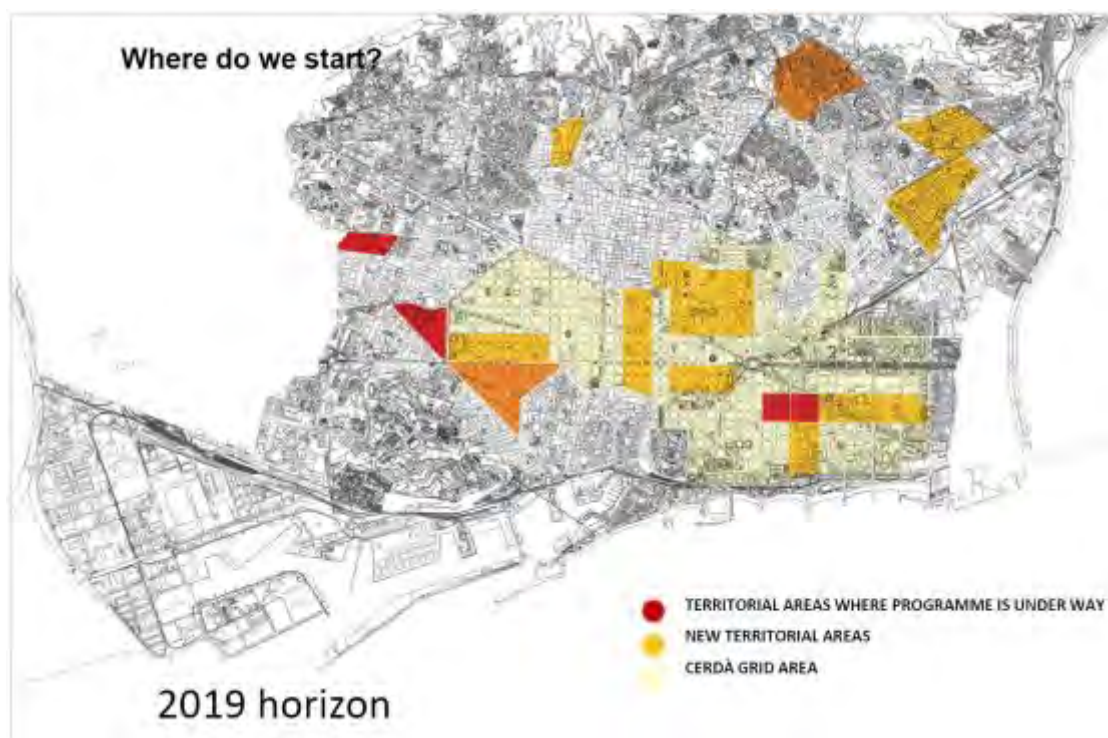 Where do we start?
TERRITORIAL AREAS WHERE PROGRAMME IS UNDER WAY
NEW TERRITORIAL AREAS
CERDÀ GRID AREA
2019 horizon